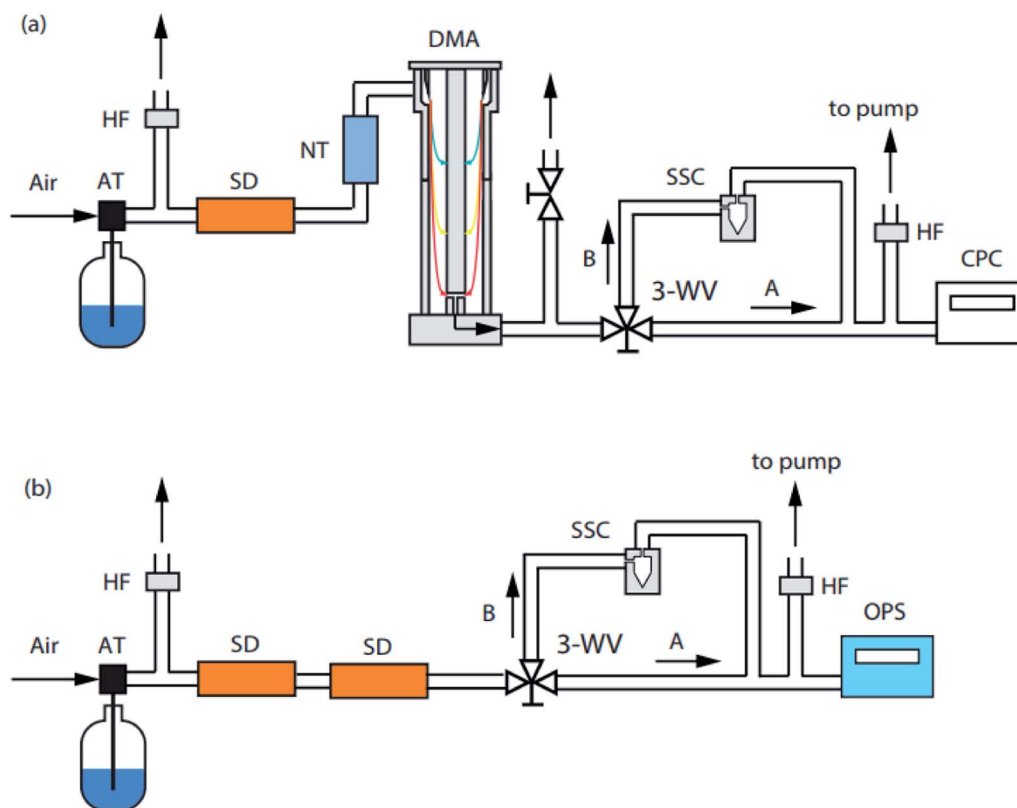 (a)
DMA
HF
to pump
NT
SSC
Air
AT
SD
HF
B
CPC
3-WV
A
(b)
to pump
SSC
HF
HF
B
OPS
Air
AT
SD
SD
3-WV
A